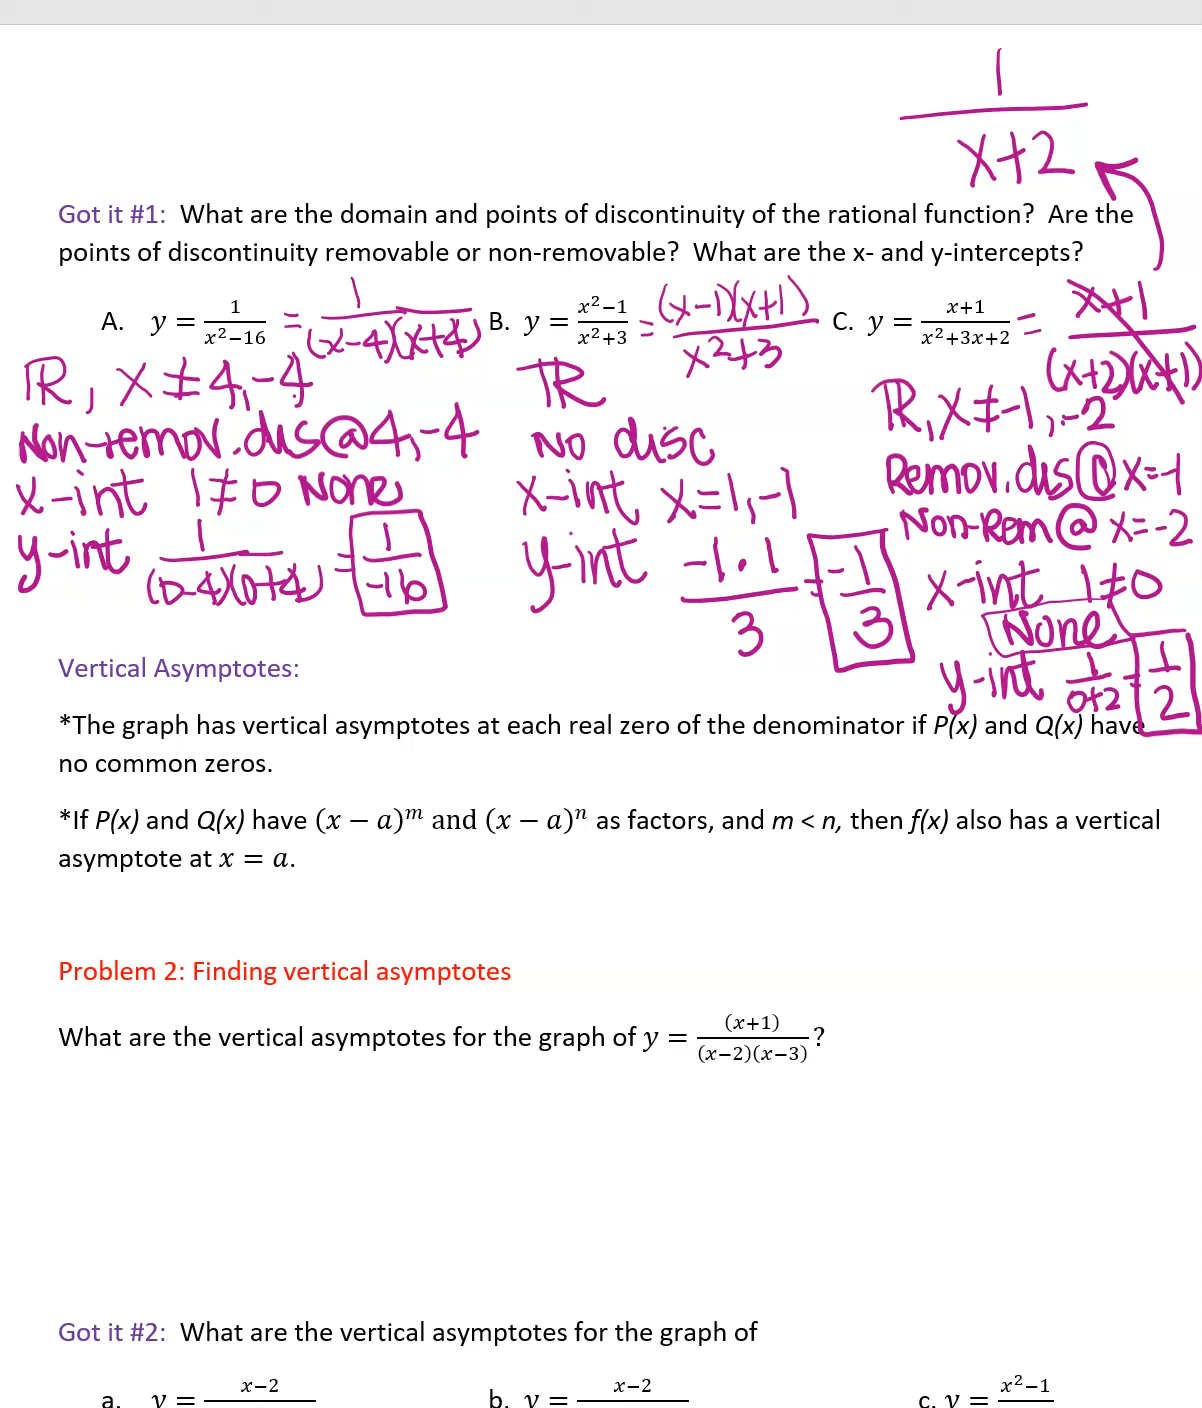 1
x+2
Got it #1: What are the domain and points of discontinuity of the rational function? Are the
points of discontinuity removable or non-removable? What are the x- and y-intercepts?
A. y = 1/(x²−16) = 1/((x-4)(x+4))
ℝ, x≠4,-4
Non-remov. dis@4,-4
x-int 1≠0 None
y-int 1/((0-4)(0+4)) = 1/-16
B. y = (x²−1)/(x²+3) = ((x-1)(x+1))/(x²+3)
ℝ
No disc
x-int x=1,-1
y-int (-1·1)/3 = -1/3
C. y = (x+1)/(x²+3x+2) = (x+1)/((x+2)(x+1))
ℝ, x≠-1,-2
Remov. dis@x=-1
Non-Rem@x=-2
x-int 1≠0
None
y-int 1/(0+2) = 1/2
Vertical Asymptotes:
*The graph has vertical asymptotes at each real zero of the denominator if P(x) and Q(x) have
no common zeros.
*If P(x) and Q(x) have (x − a)ᵐ and (x − a)ⁿ as factors, and m < n, then f(x) also has a vertical
asymptote at x = a.
Problem 2: Finding vertical asymptotes
What are the vertical asymptotes for the graph of y = (x+1)/((x−2)(x−3))?
Got it #2: What are the vertical asymptotes for the graph of
a. y = x−2
b. y = x−2
c. y = x²−1